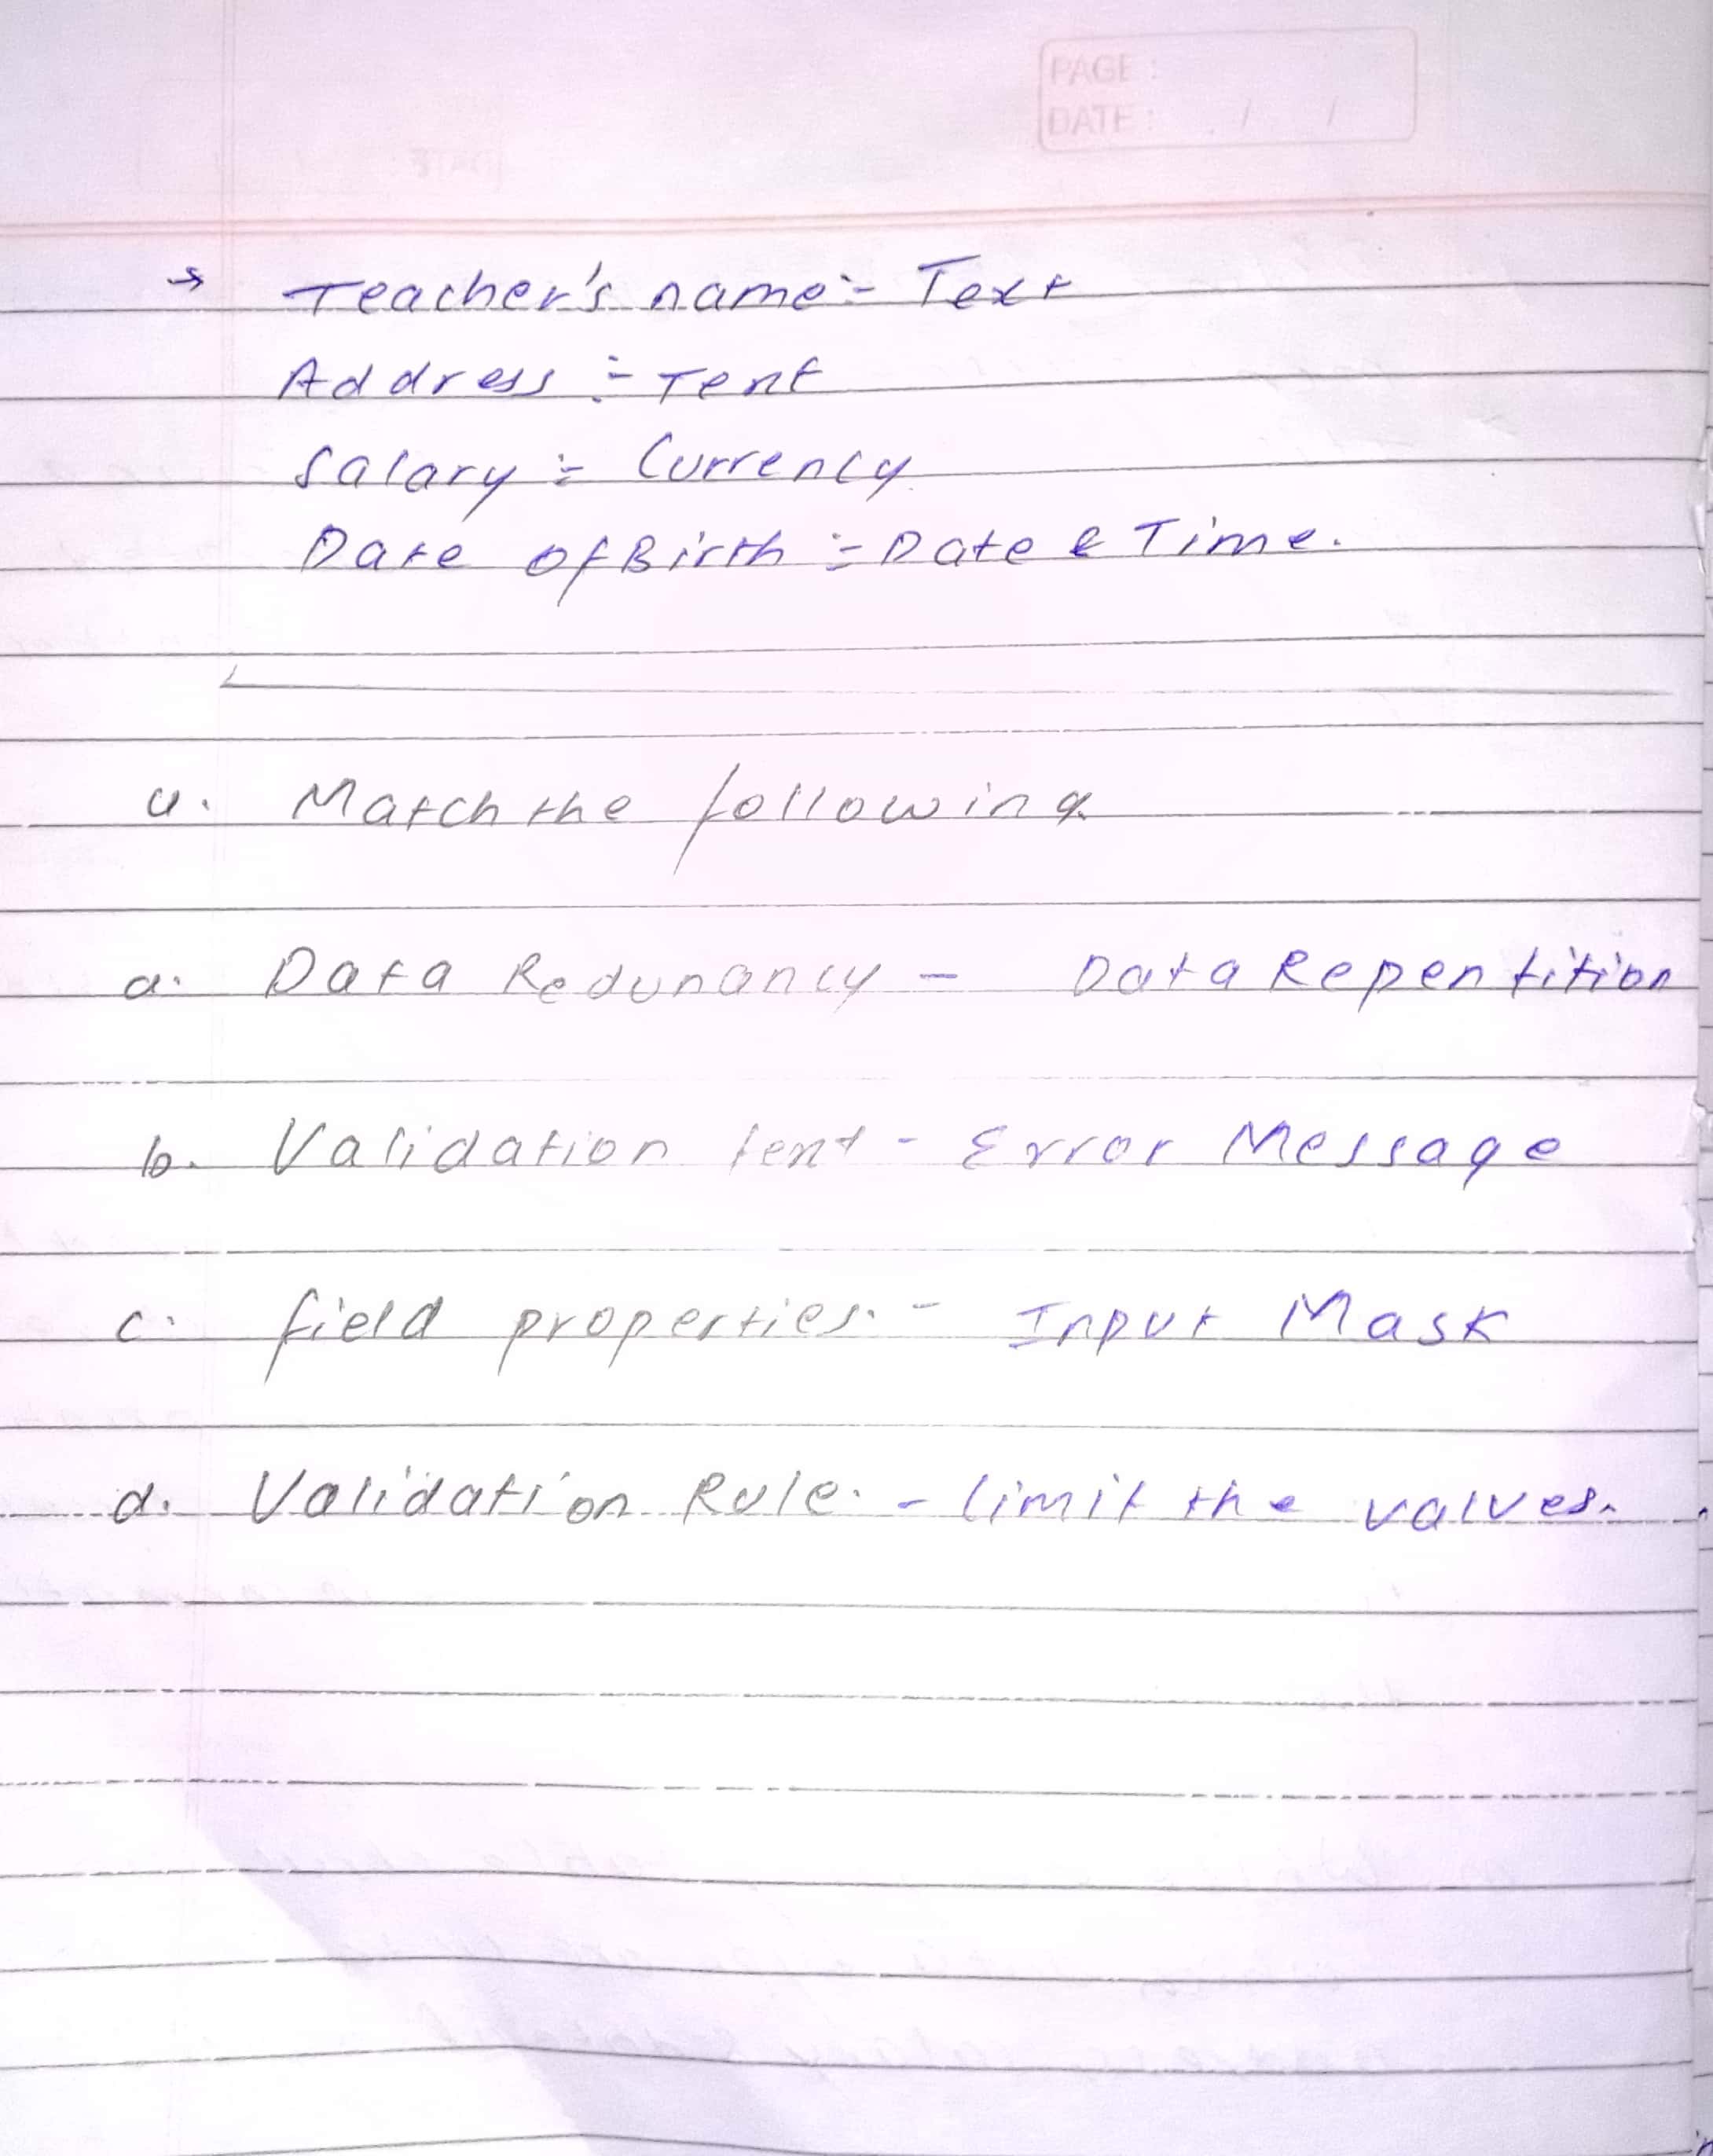 PAGE :
DATE : / /
→ Teacher's name :- Text
Address :- Text
Salary :- Currency
Date of Birth :- Date & Time.
4. Match the following.
a. Data Redunancy - Data Repentition
b. Validation text - Error Message
c. field properties. - Input Mask
d. Validation Rule. - limit the values.